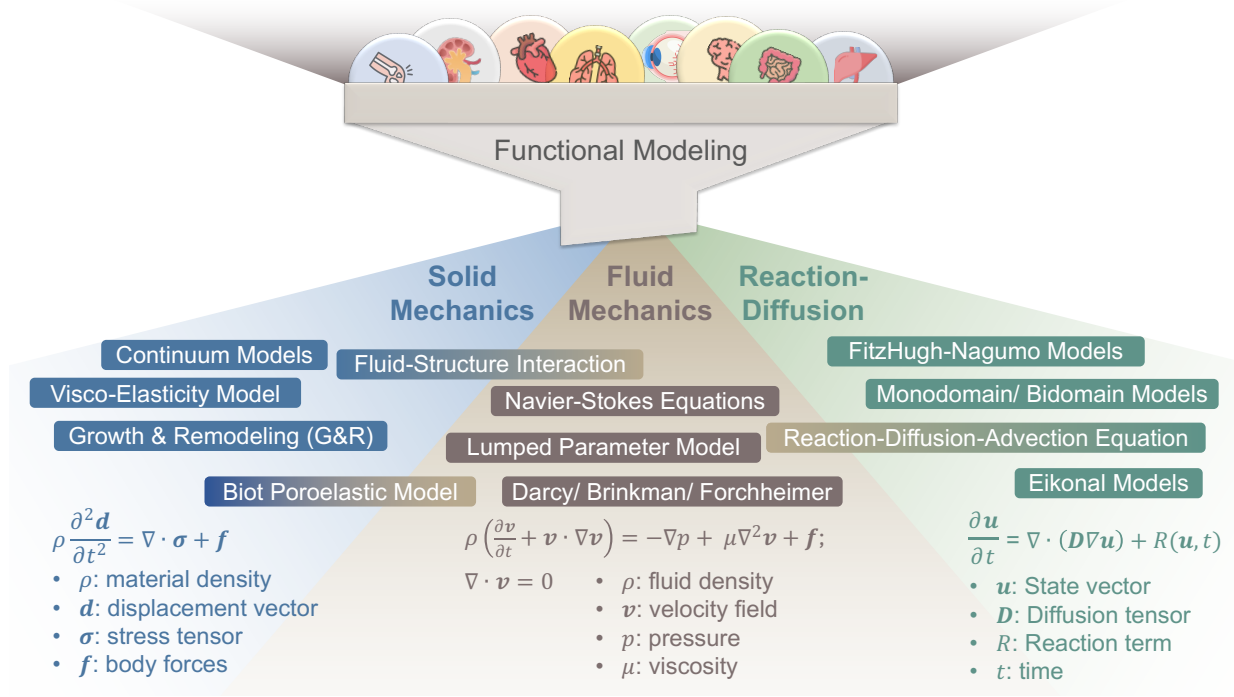 Functional Modeling
Solid
Mechanics
Fluid
Mechanics
Reaction-
Diffusion
Continuum Models
Fluid-Structure Interaction
Visco-Elasticity Model
Growth & Remodeling (G&R)
Biot Poroelastic Model
Navier-Stokes Equations
Lumped Parameter Model
Darcy/ Brinkman/ Forchheimer
FitzHugh-Nagumo Models
Monodomain/ Bidomain Models
Reaction-Diffusion-Advection Equation
Eikonal Models
ρ ∂²d/∂t² = ∇ · σ + f
• ρ: material density
• d: displacement vector
• σ: stress tensor
• f: body forces
ρ (∂v/∂t + v · ∇v) = −∇p + μ∇²v + f;
∇ · v = 0
• ρ: fluid density
• v: velocity field
• p: pressure
• μ: viscosity
∂u/∂t = ∇ · (D∇u) + R(u, t)
• u: State vector
• D: Diffusion tensor
• R: Reaction term
• t: time